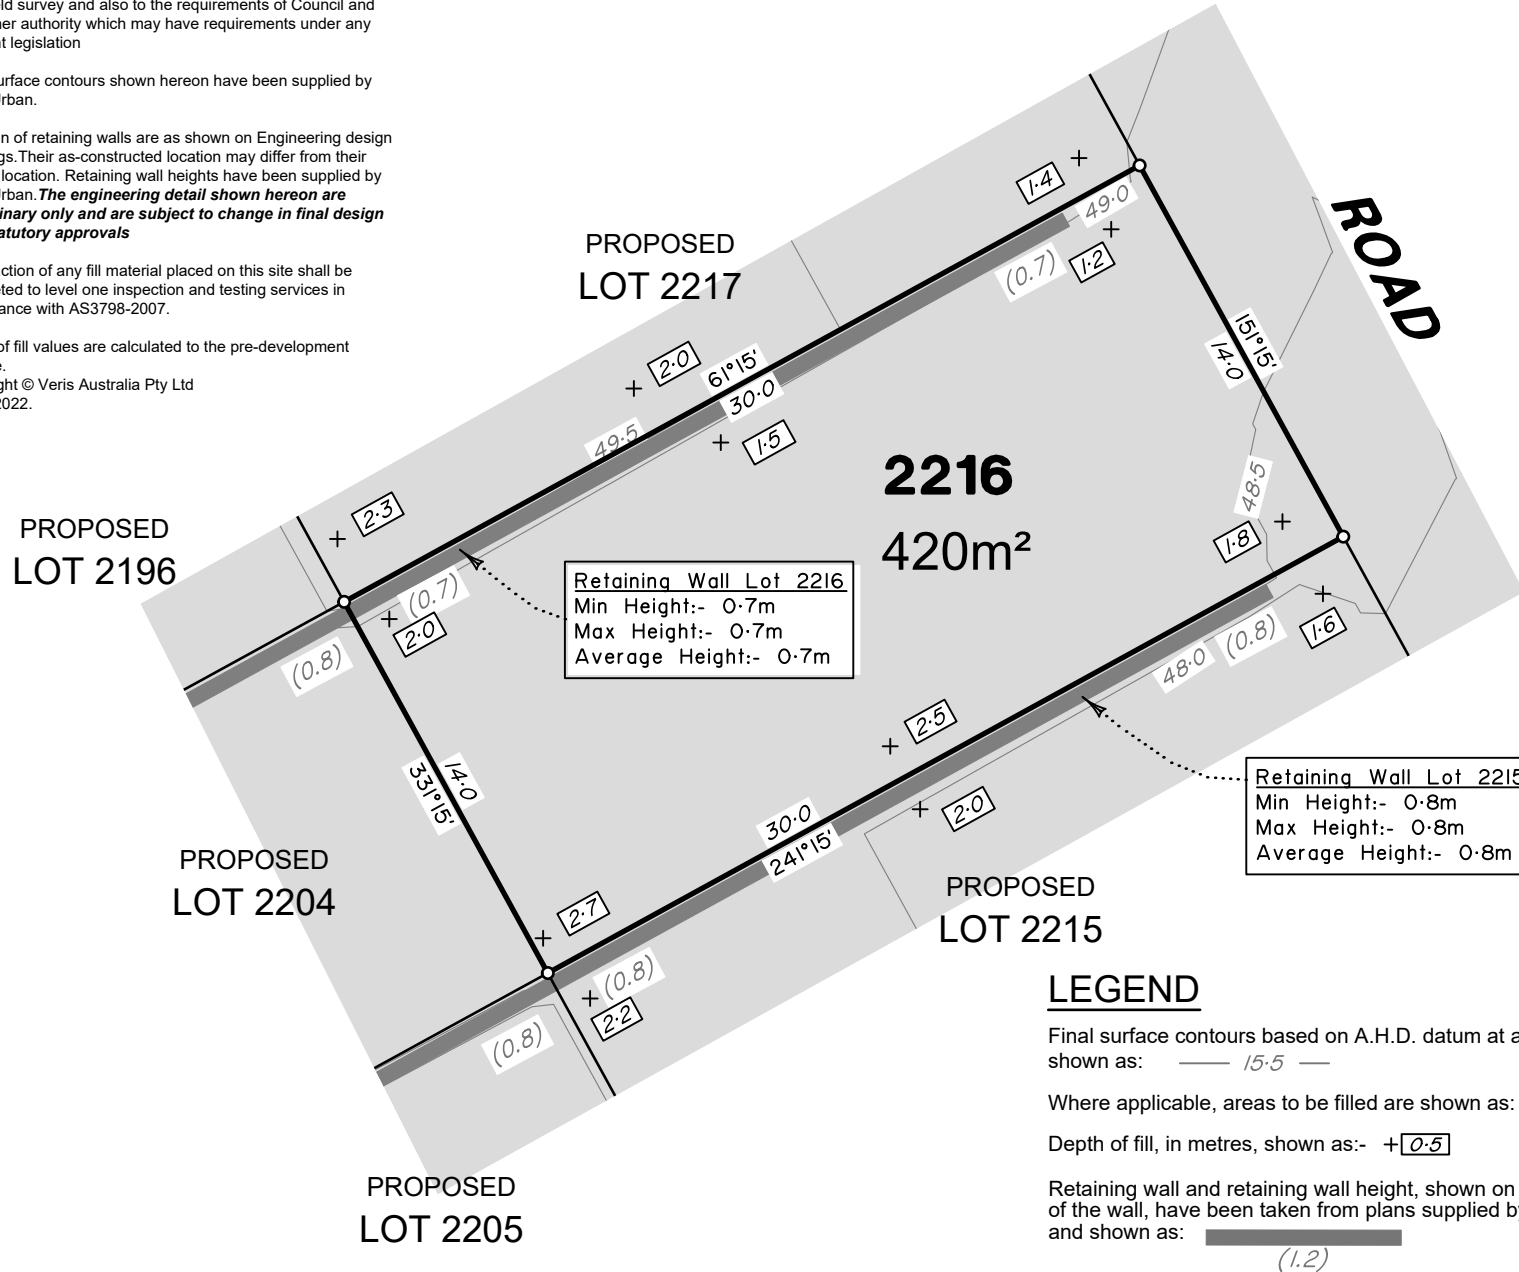 ld survey and also to the requirements of Council and
her authority which may have requirements under any
nt legislation
urface contours shown hereon have been supplied by
Urban.
n of retaining walls are as shown on Engineering design
gs.Their as-constructed location may differ from their
location. Retaining wall heights have been supplied by
Urban.The engineering detail shown hereon are
inary only and are subject to change in final design
atutory approvals
ction of any fill material placed on this site shall be
eted to level one inspection and testing services in
ance with AS3798-2007.
of fill values are calculated to the pre-development
e.
ght © Veris Australia Pty Ltd
2022.
PROPOSED
LOT 2217
1·4
49·0
(0.7)
1·2
ROAD
151°15'
14·0
2·0
61°15'
30·0
49·5
1·5
2216
420m²
48·5
1·8
PROPOSED
LOT 2196
2·3
(0.7)
2·0
(0.8)
Retaining Wall Lot 2216
Min Height:- 0·7m
Max Height:- 0·7m
Average Height:- 0·7m
1·6
(0.8)
48·0
2·5
2·0
Retaining Wall Lot 2215
Min Height:- 0·8m
Max Height:- 0·8m
Average Height:- 0·8m
14·0
331°15'
30·0
241°15'
PROPOSED
LOT 2204
PROPOSED
LOT 2215
2·7
(0.8)
2·2
(0.8)
PROPOSED
LOT 2205
LEGEND
Final surface contours based on A.H.D. datum at a
shown as: 15·5
Where applicable, areas to be filled are shown as:
Depth of fill, in metres, shown as:- + 0·5
Retaining wall and retaining wall height, shown on
of the wall, have been taken from plans supplied by
and shown as:
(1.2)